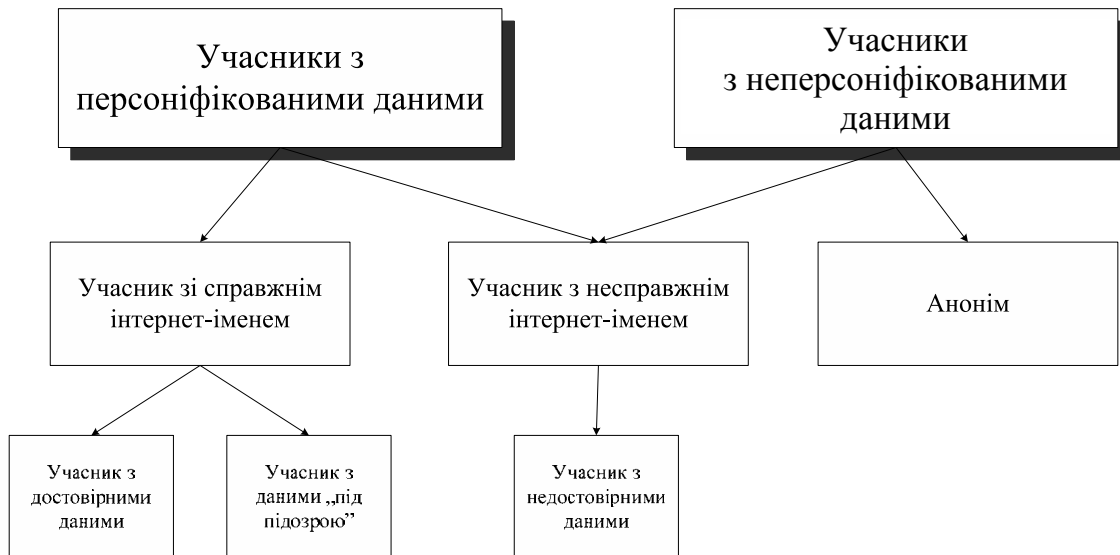 Учасники з
персоніфікованими даними
Учасники
з неперсоніфікованими
даними
Учасник зі справжнім
інтернет-іменем
Учасник з несправжнім
інтернет-іменем
Анонім
Учасник з
достовірними
даними
Учасник з
даними „під
підозрою”
Учасник з
недостовірними
даними